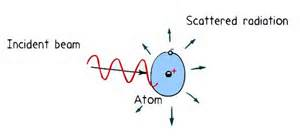 Scattered radiation
Incident beam
+
Atom